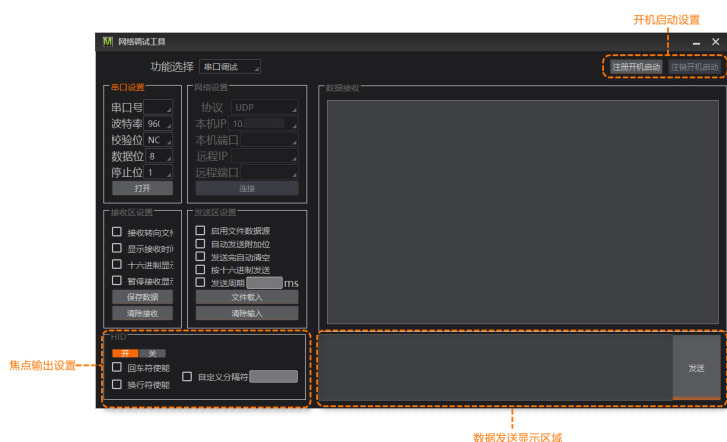 开机启动设置
网络调试工具
功能选择 串口调试
注册开机启动 注销开机启动
串口设置
串口号
波特率 96(
校验位 NC
数据位 8
停止位 1
打开
网络设置
协议 UDP
本机IP 10.
本机端口
远程IP
远程端口
连接
数据接收
接收区设置
接收转向文件
显示接收时间
十六进制显示
暂停接收显示
保存数据
清除接收
发送区设置
启用文件数据源
自动发送附加位
发送完自动清空
按十六进制发送
发送周期 ms
文件载入
清除输入
HID
开 关
回车符使能
换行符使能
自定义分隔符
焦点输出设置
发送
数据发送显示区域